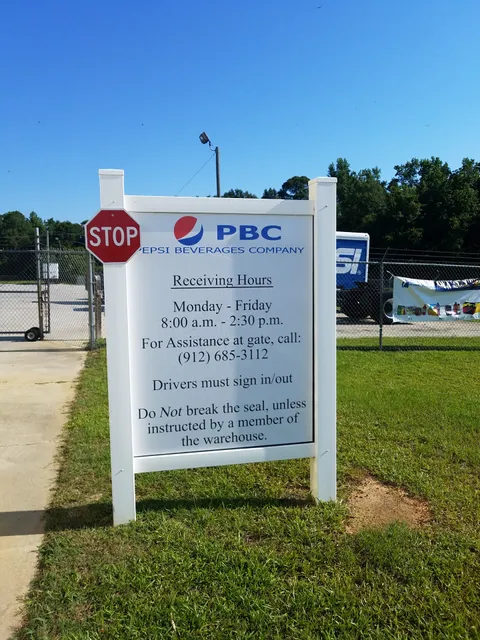 STOP
PBC
PEPSI BEVERAGES COMPANY
Receiving Hours
Monday - Friday
8:00 a.m. - 2:30 p.m.
For Assistance at gate, call:
(912) 685-3112
Drivers must sign in/out
Do Not break the seal, unless
instructed by a member of
the warehouse.
SI